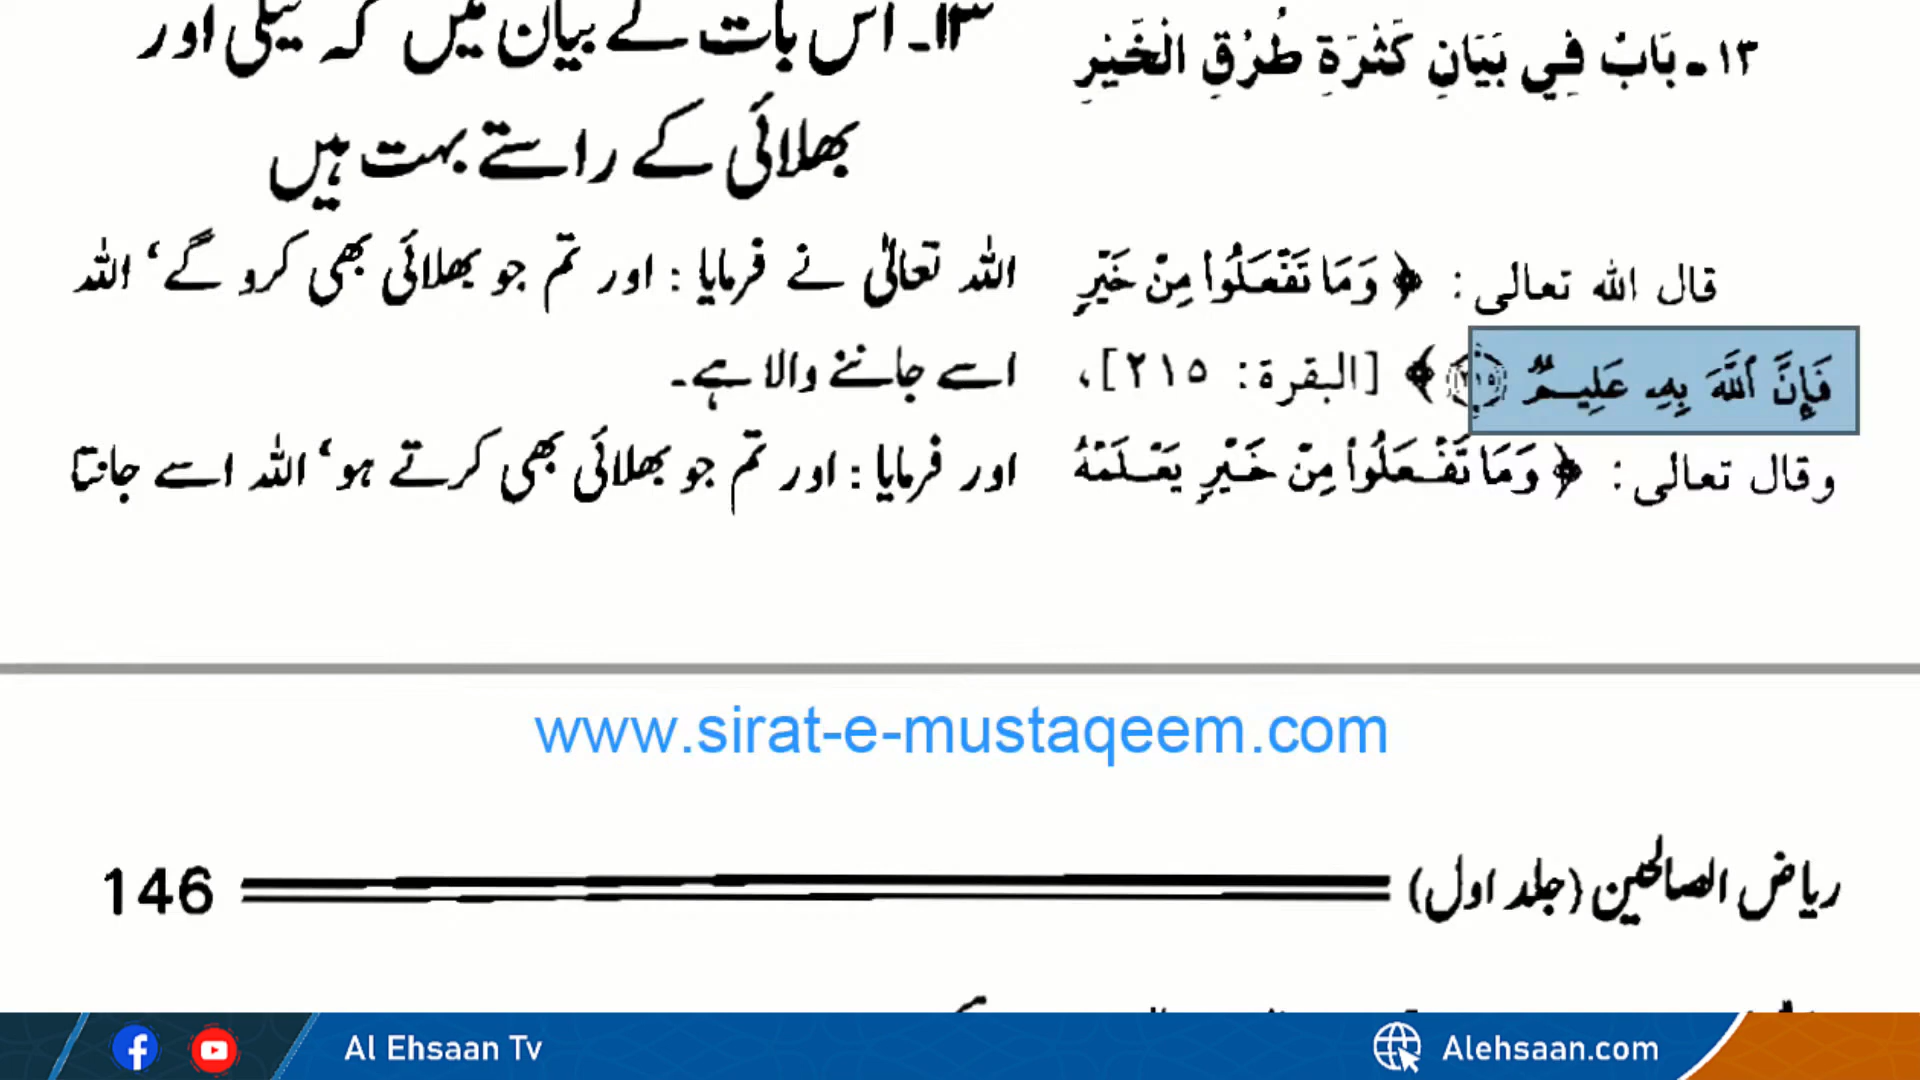 ١٣ـ بَابٌ فِي بَيَانِ كَثْرَةِ طُرُقِ الْخَيْرِ
قال الله تعالى: ﴿ وَمَا تَفْعَلُوا۟ مِنْ خَيْرٍ
فَإِنَّ ٱللَّهَ بِهِۦ عَلِيمٌ ٢١٥ ﴾ [البقرة: ٢١٥]،
وقال تعالى: ﴿ وَمَا تَفْعَلُوا۟ مِنْ خَيْرٍ يَعْلَمْهُ
۱۳۔ اس بات کے بیان میں کہ نیکی اور
بھلائی کے راستے بہت ہیں
اللہ تعالیٰ نے فرمایا : اور تم جو بھلائی بھی کرو گے‘ اللہ
اسے جاننے والا ہے۔
اور فرمایا : اور تم جو بھلائی بھی کرتے ہو‘ اللہ اسے جانتا
www.sirat-e-mustaqeem.com
ریاض الصالحین (جلد اول) 146
Al Ehsaan Tv
Alehsaan.com